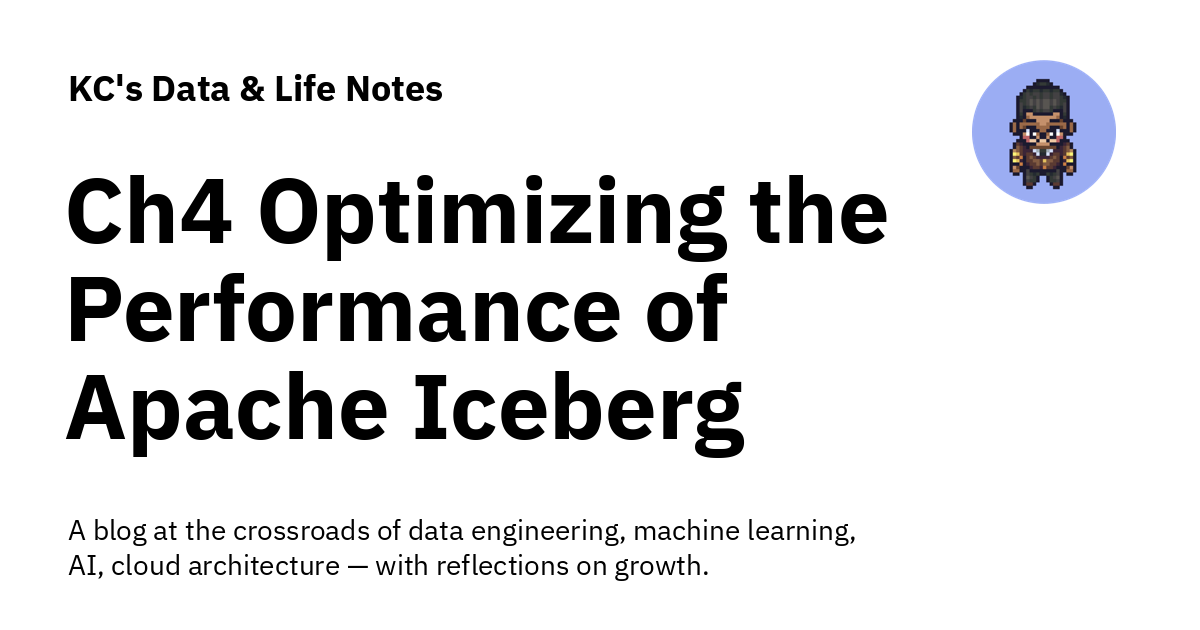 KC's Data & Life Notes
Ch4 Optimizing the
Performance of
Apache Iceberg
A blog at the crossroads of data engineering, machine learning,
AI, cloud architecture — with reflections on growth.